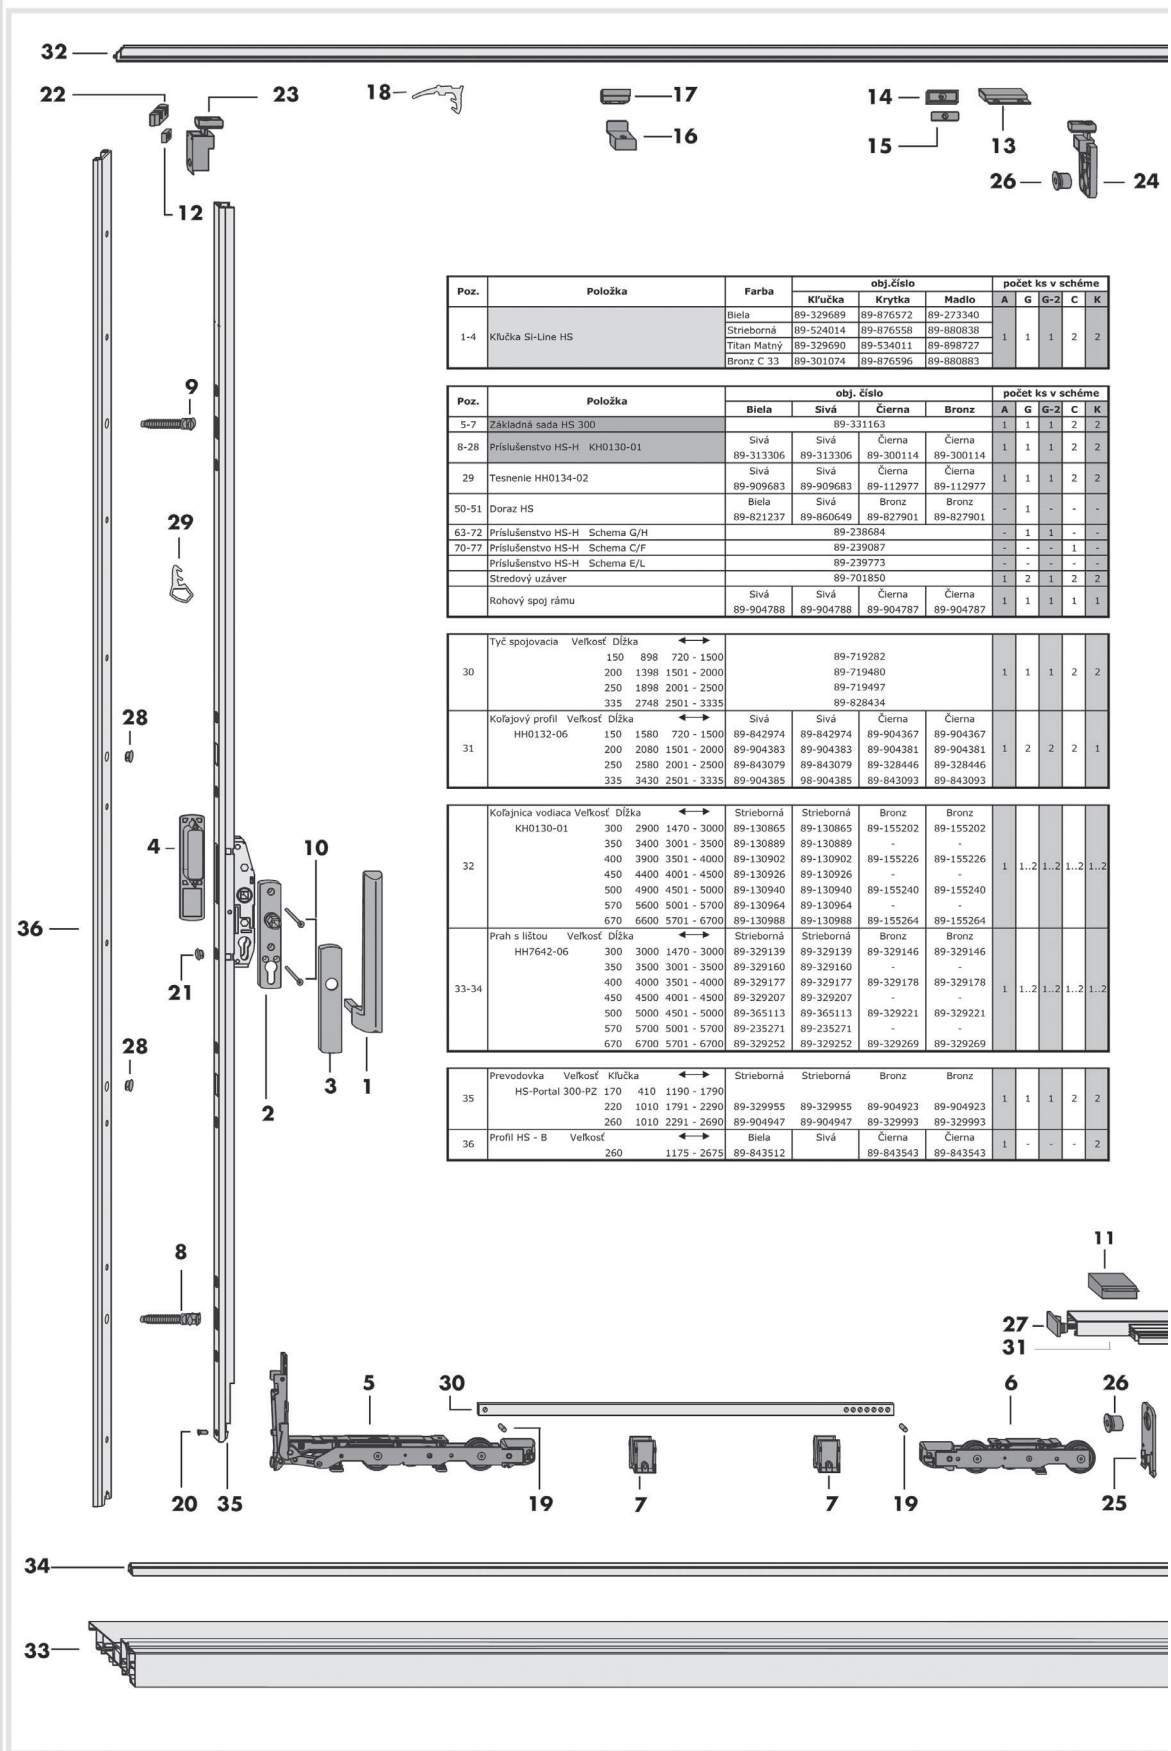 32
22
23
18
17
14
16
15
13
26
24
12
Poz. Položka Farba obj.číslo počet ks v schéme
Kľučka Krytka Madlo A G G-2 C K
1-4 Kľučka Si-Line HS 1 1 1 2 2
Biela 89-329689 89-876572 89-273340
Strieborná 89-524014 89-876558 89-880838
Titan Matný 89-329690 89-534011 89-898727
Bronz C 33 89-301074 89-876596 89-880883
9
Poz. Položka obj. číslo počet ks v schéme
Biela Sivá Čierna Bronz A G G-2 C K
5-7 Základná sada HS 300 89-331163 1 1 1 2 2
8-28 Príslušenstvo HS-H KH0130-01 1 1 1 2 2
Sivá Sivá Čierna Čierna
89-313306 89-313306 89-300114 89-300114
29 Tesnenie HH0134-02 1 1 1 2 2
Sivá Sivá Čierna Čierna
89-909683 89-909683 89-112977 89-112977
50-51 Doraz HS - 1 - - -
Biela Sivá Bronz Bronz
89-821237 89-860649 89-827901 89-827901
63-72 Príslušenstvo HS-H Schema G/H 89-238684 - 1 1 - -
70-77 Príslušenstvo HS-H Schema C/F 89-239087 - - - 1 -
Príslušenstvo HS-H Schema E/L 89-239773 - - - - -
Stredový uzáver 89-701850 1 2 1 2 2
Rohový spoj rámu 1 1 1 1 1
Sivá Sivá Čierna Čierna
89-904788 89-904788 89-904787 89-904787
29
30 Tyč spojovacia Veľkosť Dĺžka 1 1 1 2 2
150 898 720 - 1500 89-719282
200 1398 1501 - 2000 89-719480
250 1898 2001 - 2500 89-719497
335 2748 2501 - 3335 89-828434
31 Koľajový profil Veľkosť Dĺžka Sivá Sivá Čierna Čierna 1 2 2 2 1
HH0132-06 150 1580 720 - 1500 89-842974 89-842974 89-904367 89-904367
200 2080 1501 - 2000 89-904383 89-904383 89-904381 89-904381
250 2580 2001 - 2500 89-843079 89-843079 89-328446 89-328446
335 3430 2501 - 3335 89-904385 98-904385 89-843093 89-843093
28
32 Koľajnica vodiaca Veľkosť Dĺžka Strieborná Strieborná Bronz Bronz 1 1..2 1..2 1..2 1..2
KH0130-01 300 2900 1470 - 3000 89-130865 89-130865 89-155202 89-155202
350 3400 3001 - 3500 89-130889 89-130889 - -
400 3900 3501 - 4000 89-130902 89-130902 89-155226 89-155226
450 4400 4001 - 4500 89-130926 89-130926 - -
500 4900 4501 - 5000 89-130940 89-130940 89-155240 89-155240
570 5600 5001 - 5700 89-130964 89-130964 - -
670 6600 5701 - 6700 89-130988 89-130988 89-155264 89-155264
33-34 Prah s lištou Veľkosť Dĺžka Strieborná Strieborná Bronz Bronz 1 1..2 1..2 1..2 1..2
HH7642-06 300 3000 1470 - 3000 89-329139 89-329139 89-329146 89-329146
350 3500 3001 - 3500 89-329160 89-329160 - -
400 4000 3501 - 4000 89-329177 89-329177 89-329178 89-329178
450 4500 4001 - 4500 89-329207 89-329207 - -
500 5000 4501 - 5000 89-365113 89-365113 89-329221 89-329221
570 5700 5001 - 5700 89-235271 89-235271 - -
670 6700 5701 - 6700 89-329252 89-329252 89-329269 89-329269
4
10
36
21
28
2
3
1
35 Prevodovka Veľkosť Kľučka Strieborná Strieborná Bronz Bronz 1 1 1 2 2
HS-Portal 300-PZ 170 410 1190 - 1790
220 1010 1791 - 2290 89-329955 89-329955 89-904923 89-904923
260 1010 2291 - 2690 89-904947 89-904947 89-329993 89-329993
36 Profil HS - B Veľkosť Biela Sivá Čierna Čierna 1 - - - 2
260 1175 - 2675 89-843512 89-843543 89-843543
8
11
27
31
5
30
6
26
20
35
19
7
7
19
25
34
33